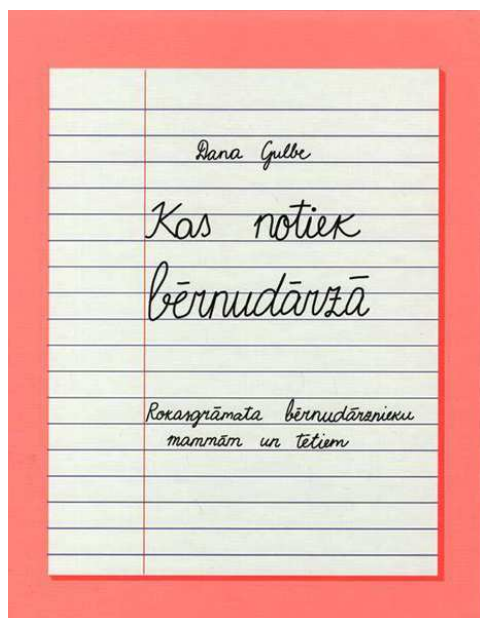 Dana Gulbe
Kas notiek
bērnudārzā
Rokasgrāmata bērnudārznieku
mammām un tētiem